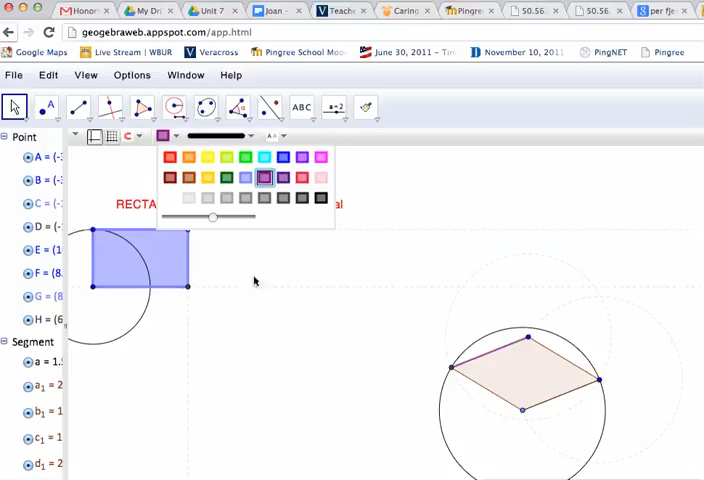 Honor
My Dri
Unit 7
Joan –
Teache
Caring
Pingre
50.56.
50.56.
per fje
geogebraweb.appspot.com/app.html
Google Maps Live Stream | WBUR Veracross Pingree School Moo June 30, 2011 - Tim November 10, 2011 PingNET Pingree
File Edit View Options Window Help
A ABC a=2
Point
A = (-
B = (-
C = (-
D = (-
E = (1
F = (8.
G = (8
H = (6
RECTA al
Segment
a = 1.
a1 = 2
b1 = 1
c1 = 1
d1 = 2